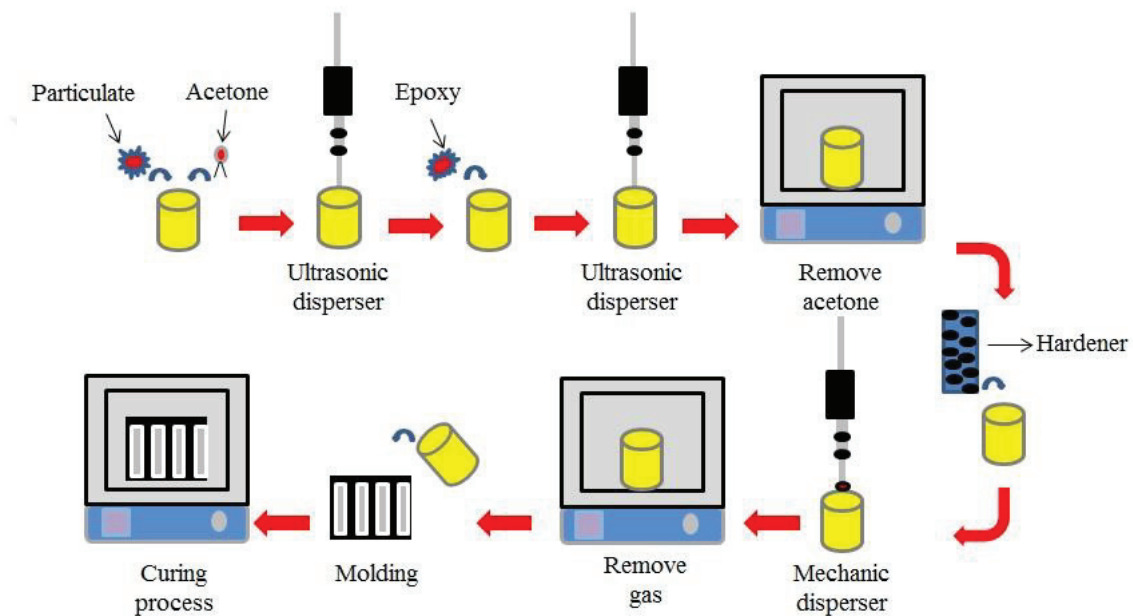 Particulate
Acetone
Epoxy
Ultrasonic
disperser
Ultrasonic
disperser
Remove
acetone
Hardener
Mechanic
disperser
Remove
gas
Molding
Curing
process